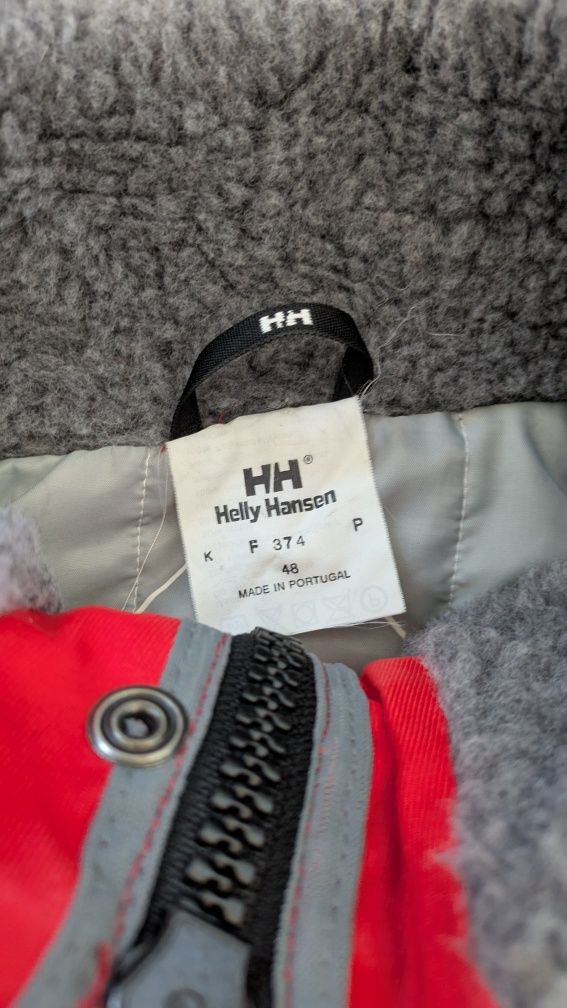 HH
HH®
Helly Hansen
K F 374 P
48
MADE IN PORTUGAL